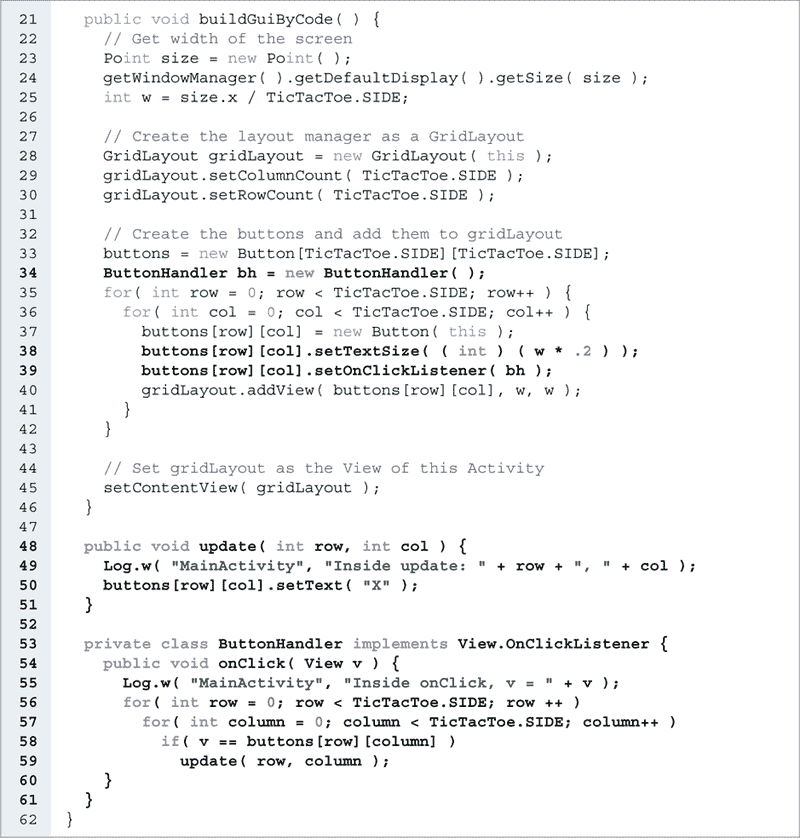 21 public void buildGuiByCode( ) {
22 // Get width of the screen
23 Point size = new Point( );
24 getWindowManager( ).getDefaultDisplay( ).getSize( size );
25 int w = size.x / TicTacToe.SIDE;
26
27 // Create the layout manager as a GridLayout
28 GridLayout gridLayout = new GridLayout( this );
29 gridLayout.setColumnCount( TicTacToe.SIDE );
30 gridLayout.setRowCount( TicTacToe.SIDE );
31
32 // Create the buttons and add them to gridLayout
33 buttons = new Button[TicTacToe.SIDE][TicTacToe.SIDE];
34 ButtonHandler bh = new ButtonHandler( );
35 for( int row = 0; row < TicTacToe.SIDE; row++ ) {
36 for( int col = 0; col < TicTacToe.SIDE; col++ ) {
37 buttons[row][col] = new Button( this );
38 buttons[row][col].setTextSize( ( int ) ( w * .2 ) );
39 buttons[row][col].setOnClickListener( bh );
40 gridLayout.addView( buttons[row][col], w, w );
41 }
42 }
43
44 // Set gridLayout as the View of this Activity
45 setContentView( gridLayout );
46 }
47
48 public void update( int row, int col ) {
49 Log.w( "MainActivity", "Inside update: " + row + ", " + col );
50 buttons[row][col].setText( "X" );
51 }
52
53 private class ButtonHandler implements View.OnClickListener {
54 public void onClick( View v ) {
55 Log.w( "MainActivity", "Inside onClick, v = " + v );
56 for( int row = 0; row < TicTacToe.SIDE; row ++ )
57 for( int column = 0; column < TicTacToe.SIDE; column++ )
58 if( v == buttons[row][column] )
59 update( row, column );
60 }
61 }
62 }